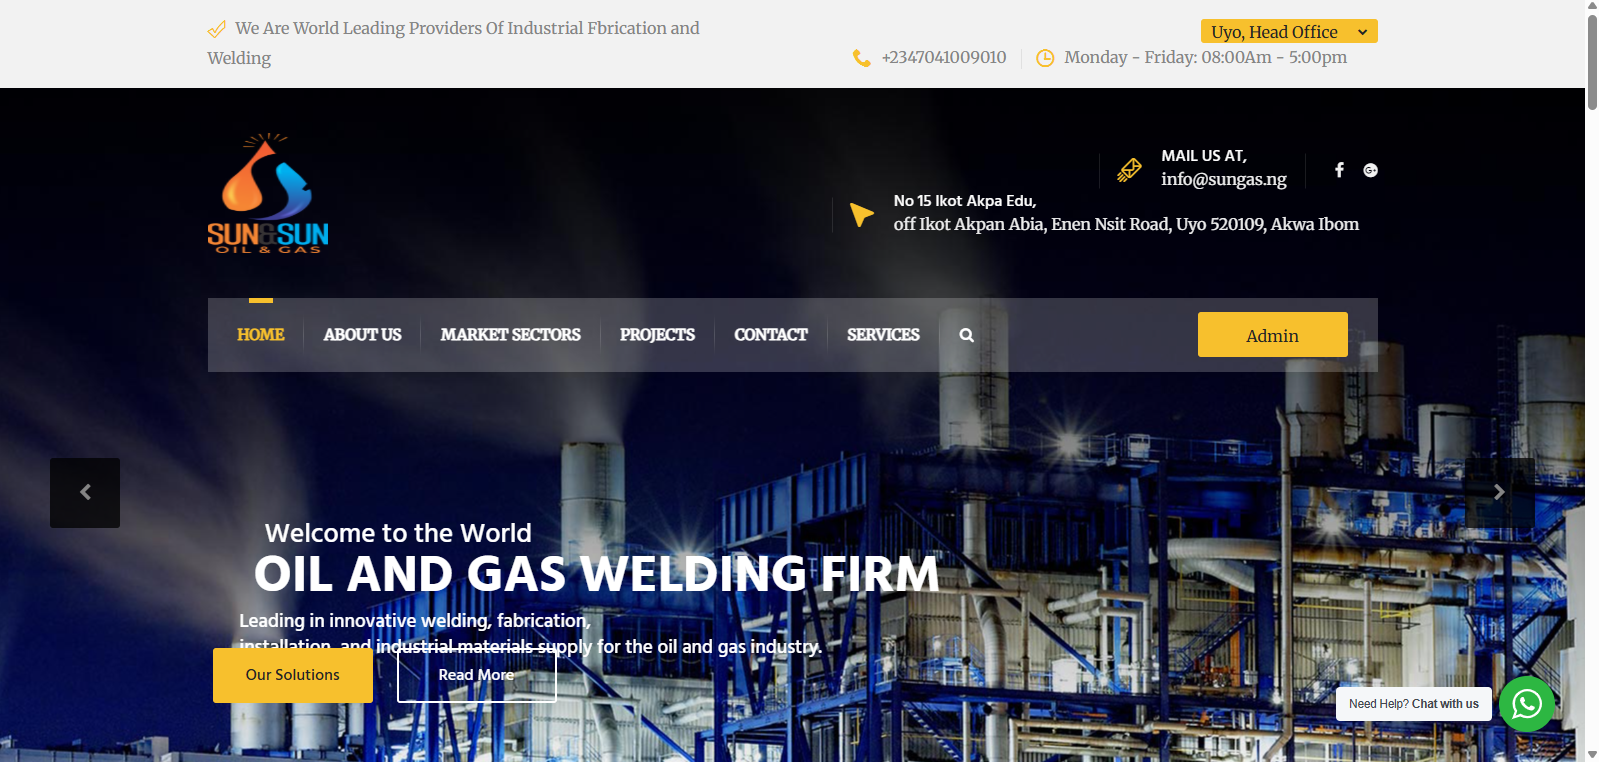 We Are World Leading Providers Of Industrial Fbrication and
Welding
Uyo, Head Office
+2347041009010
Monday - Friday: 08:00Am - 5:00pm
SUN&SUN
OIL & GAS
MAIL US AT,
info@sungas.ng
No 15 Ikot Akpa Edu,
off Ikot Akpan Abia, Enen Nsit Road, Uyo 520109, Akwa Ibom
HOME
ABOUT US
MARKET SECTORS
PROJECTS
CONTACT
SERVICES
Admin
Welcome to the World
OIL AND GAS WELDING FIRM
Leading in innovative welding, fabrication,
installation, and industrial materials supply for the oil and gas industry.
Our Solutions
Read More
Need Help? Chat with us